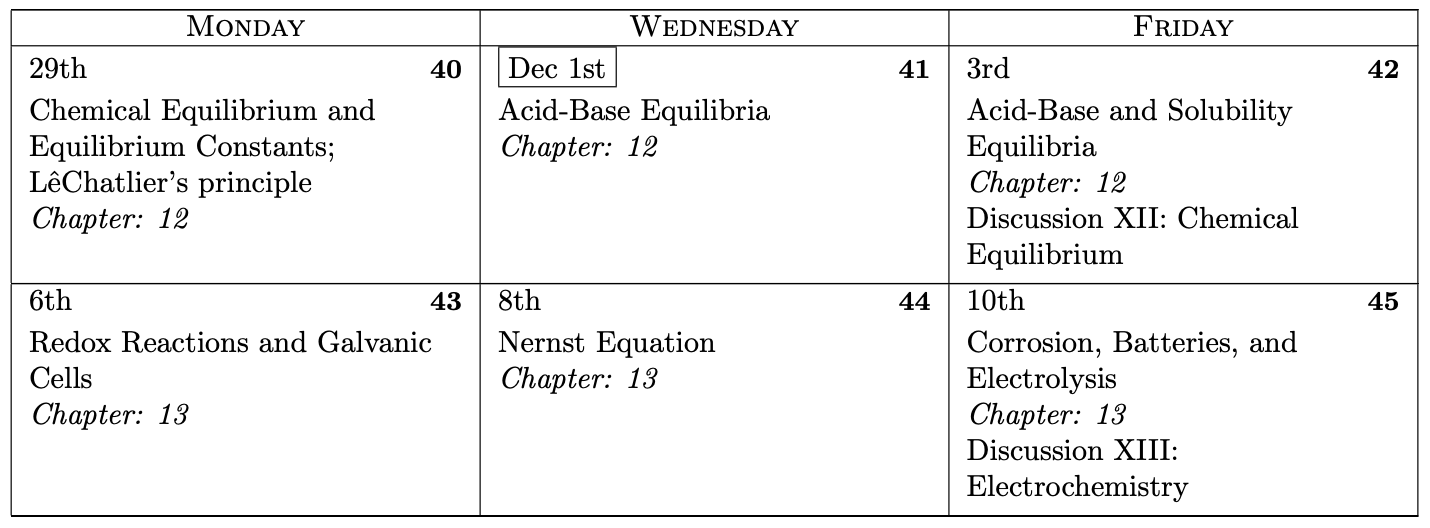 MONDAY
WEDNESDAY
FRIDAY
29th 40
Chemical Equilibrium and
Equilibrium Constants;
LêChatlier's principle
Chapter: 12
Dec 1st 41
Acid-Base Equilibria
Chapter: 12
3rd 42
Acid-Base and Solubility
Equilibria
Chapter: 12
Discussion XII: Chemical
Equilibrium
6th 43
Redox Reactions and Galvanic
Cells
Chapter: 13
8th 44
Nernst Equation
Chapter: 13
10th 45
Corrosion, Batteries, and
Electrolysis
Chapter: 13
Discussion XIII:
Electrochemistry